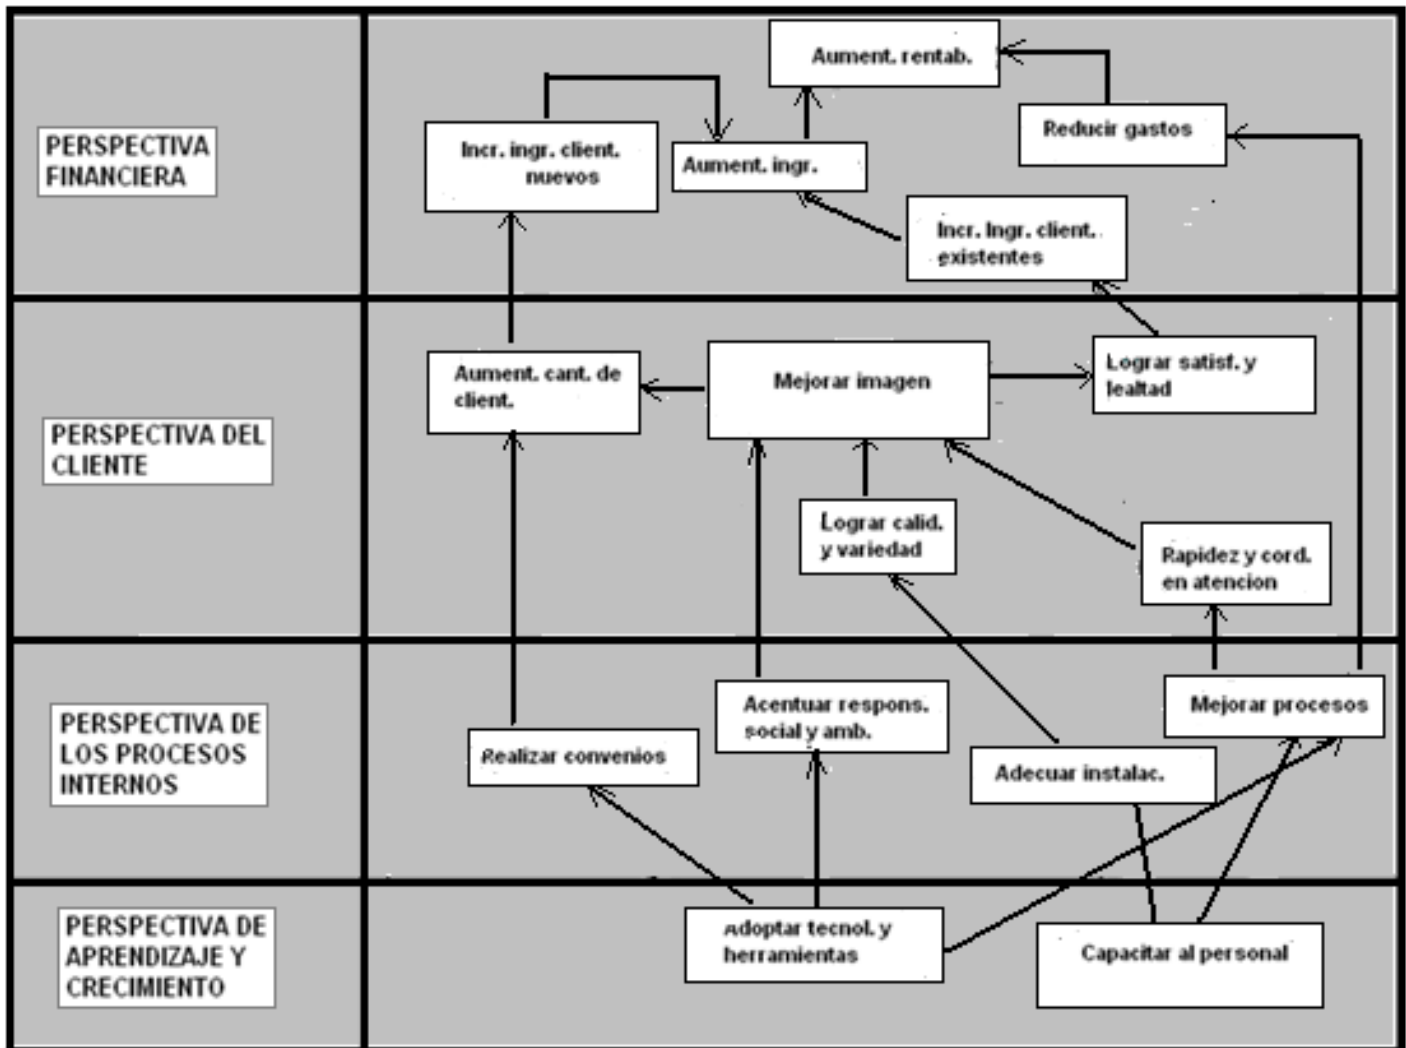 PERSPECTIVA
FINANCIERA
Aument. rentab.
Reducir gastos
Incr. ingr. client.
nuevos
Aument. ingr.
Incr. Ingr. client.
existentes
PERSPECTIVA DEL
CLIENTE
Aument. cant. de
client.
Mejorar imagen
Lograr satisf. y
lealtad
Lograr calid.
y variedad
Rapidez y cord.
en atencion
PERSPECTIVA DE
LOS PROCESOS
INTERNOS
Realizar convenios
Acentuar respons.
social y amb.
Adecuar instalac.
Mejorar procesos
PERSPECTIVA DE
APRENDIZAJE Y
CRECIMIENTO
Adoptar tecnol. y
herramientas
Capacitar al personal